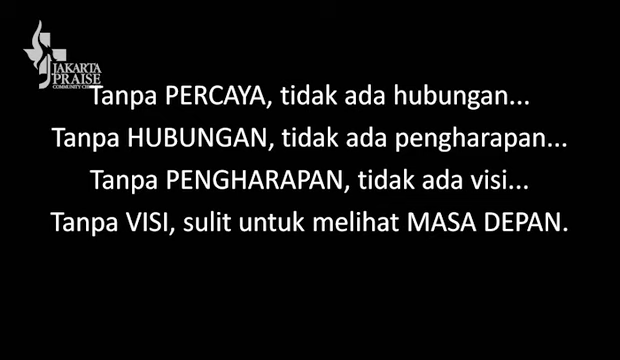 JAKARTA
PRAISE
Tanpa PERCAYA, tidak ada hubungan...
Tanpa HUBUNGAN, tidak ada pengharapan...
Tanpa PENGHARAPAN, tidak ada visi...
Tanpa VISI, sulit untuk melihat MASA DEPAN.